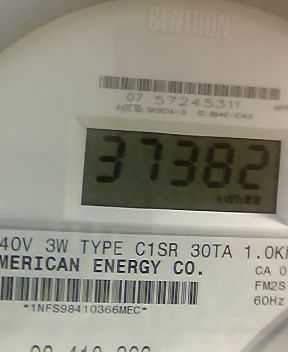 CENTRON
07 57245311
37382
kWh
40V 3W TYPE C1SR 30TA 1.0K
MERICAN ENERGY CO.
CA 0
FM2S
60Hz
*1NFS98410366MEC*